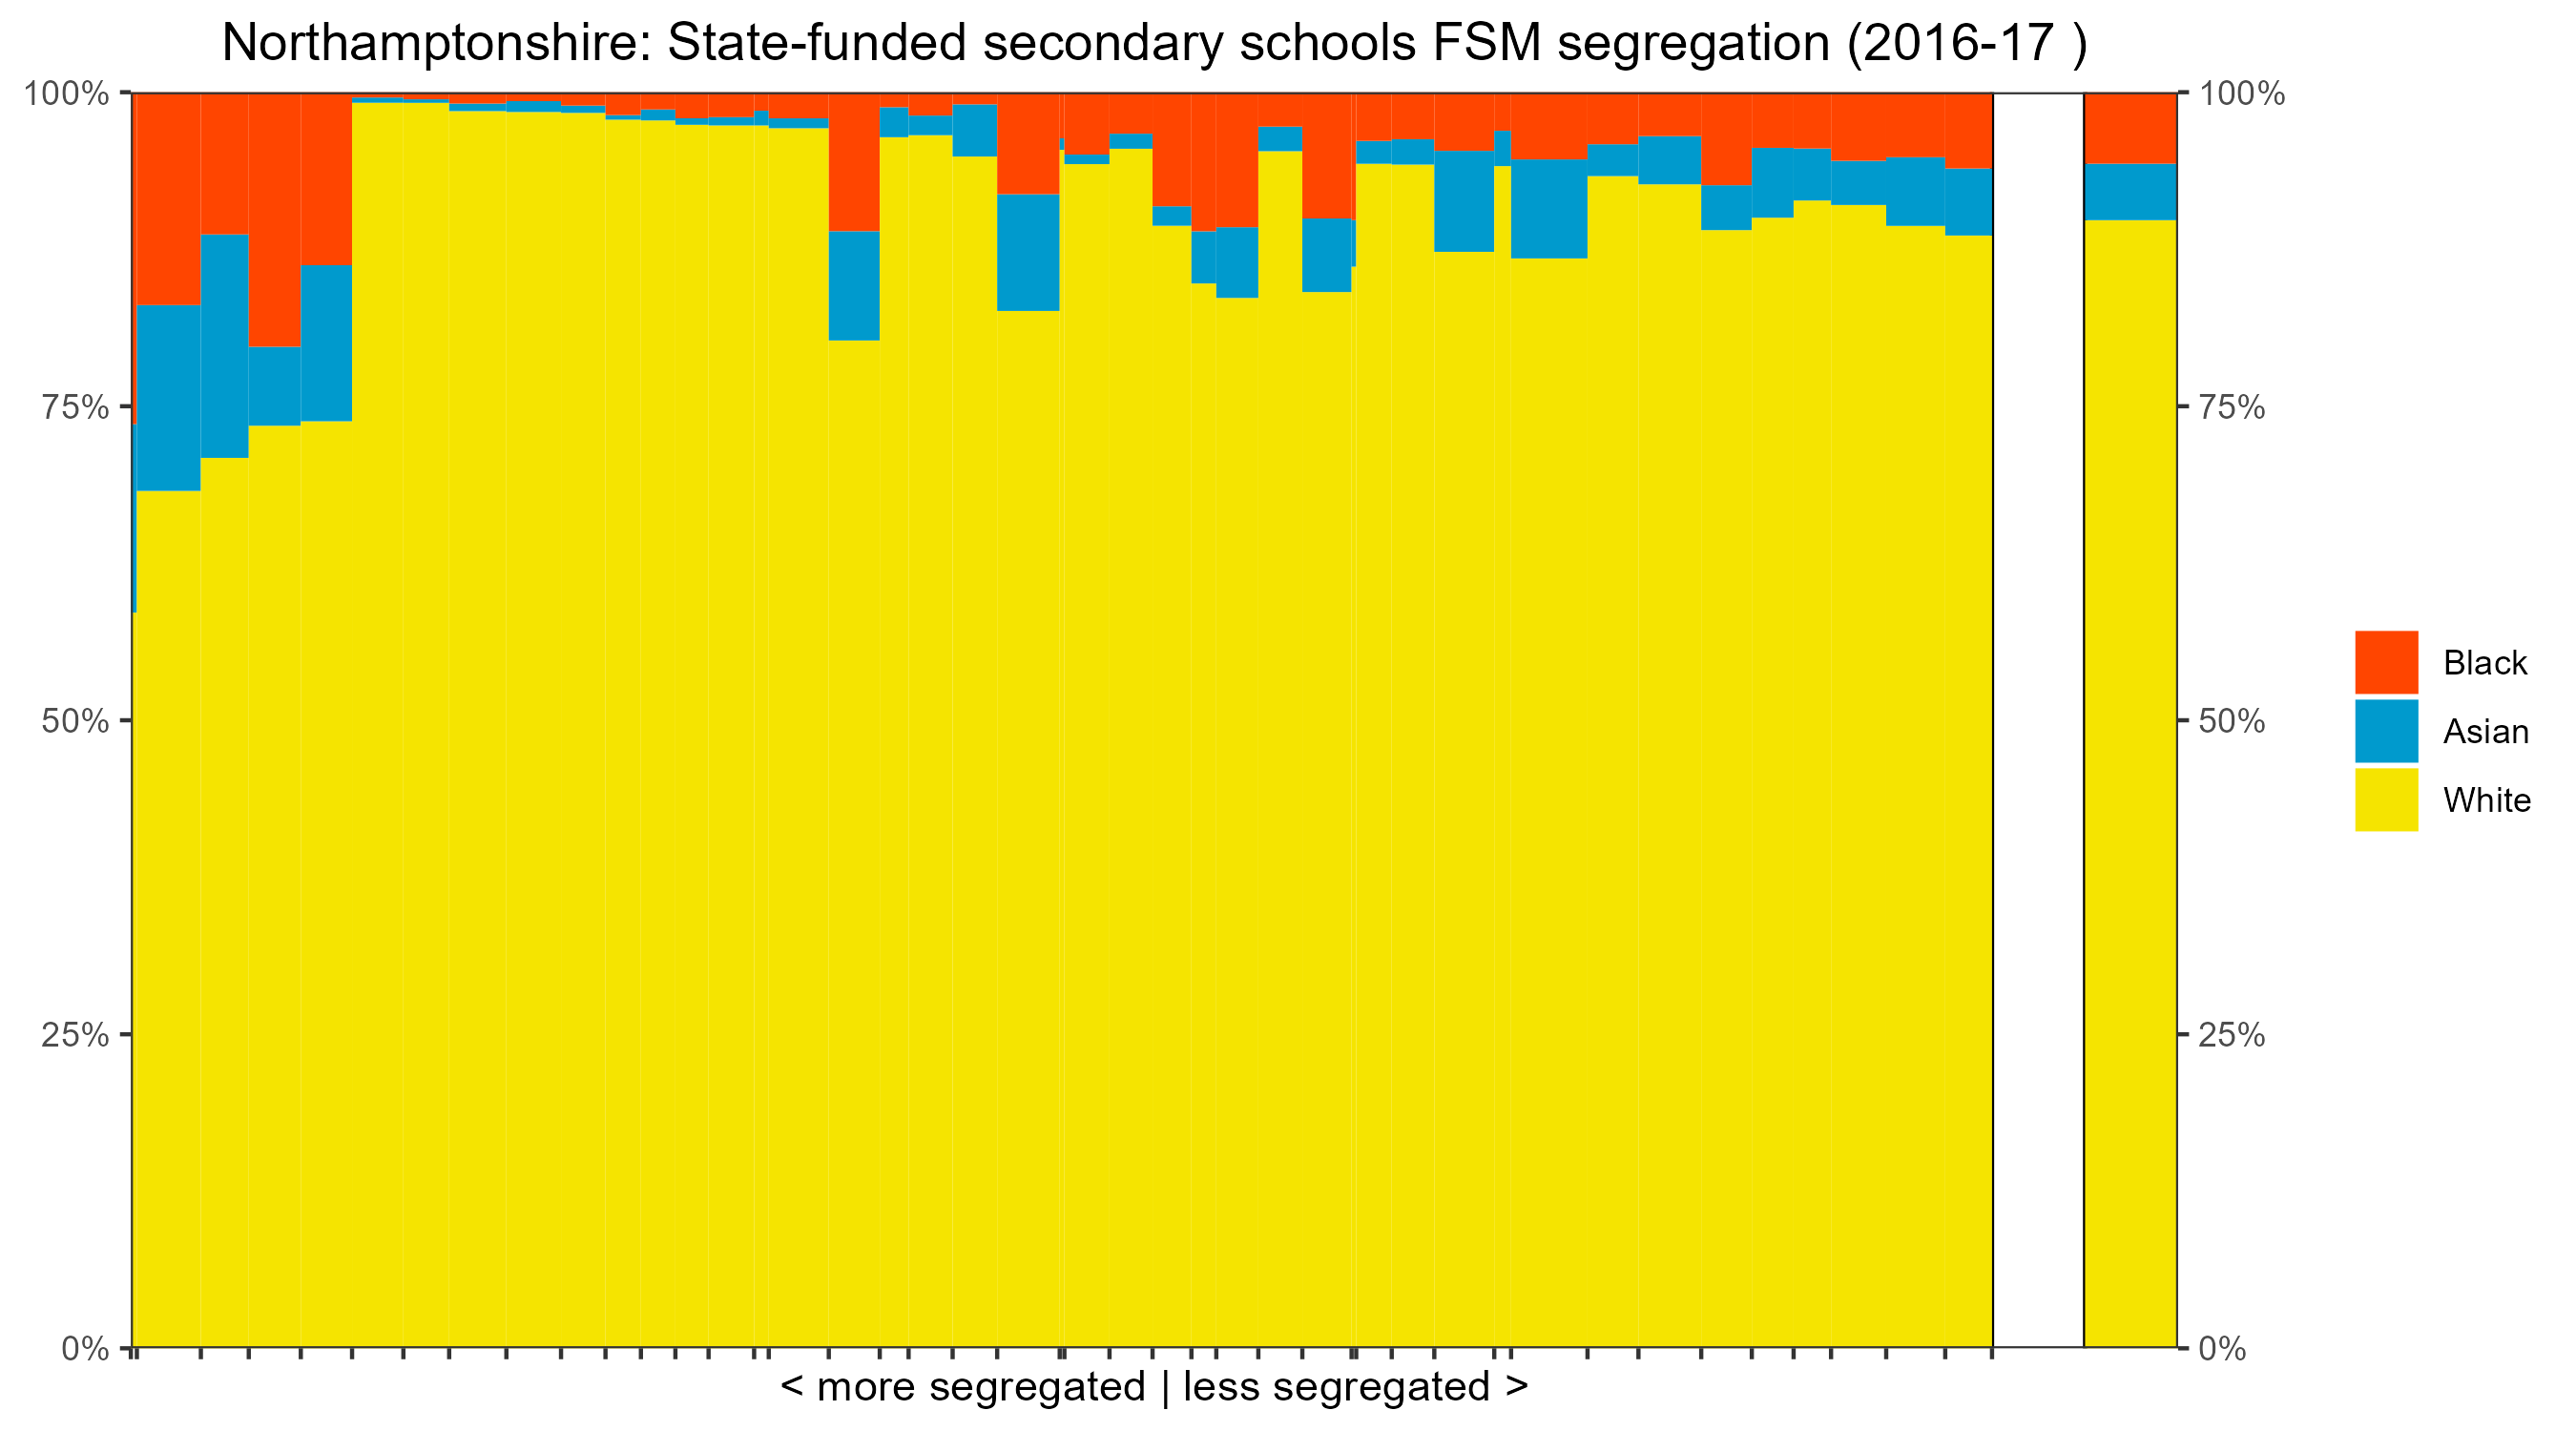 Northamptonshire: State-funded secondary schools FSM segregation (2016-17 )
100%
75%
50%
25%
0%
100%
75%
50%
25%
0%
Black
Asian
White
< more segregated | less segregated >